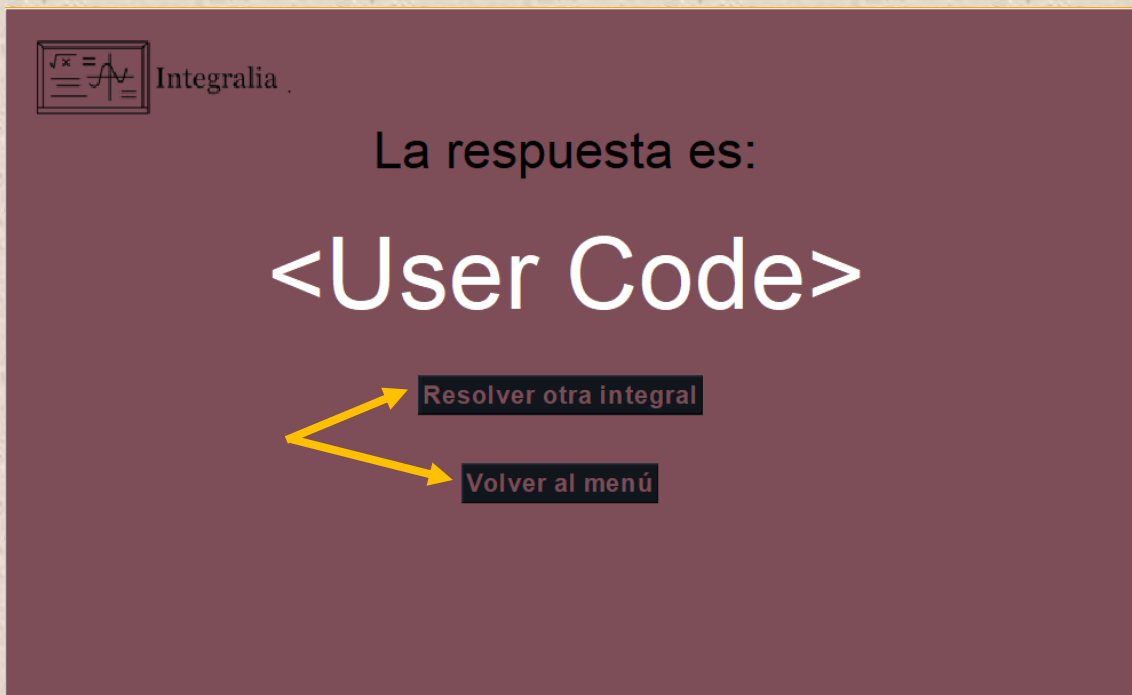 √x =
Integralia .
La respuesta es:
<User Code>
Resolver otra integral
Volver al menú